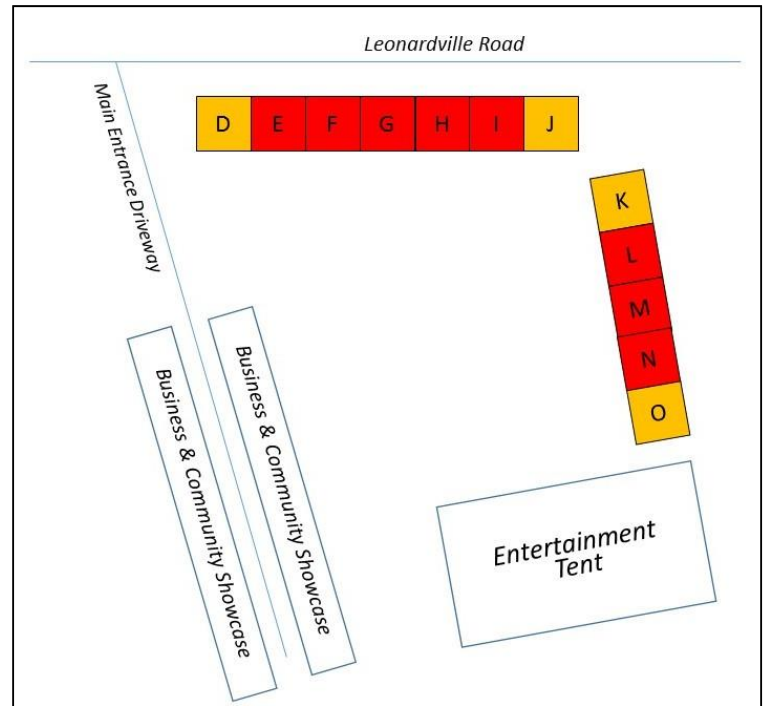 Leonardville Road
Main Entrance Driveway
D E F G H I J
K
L
M
N
O
Business & Community Showcase
Business & Community Showcase
Entertainment
Tent